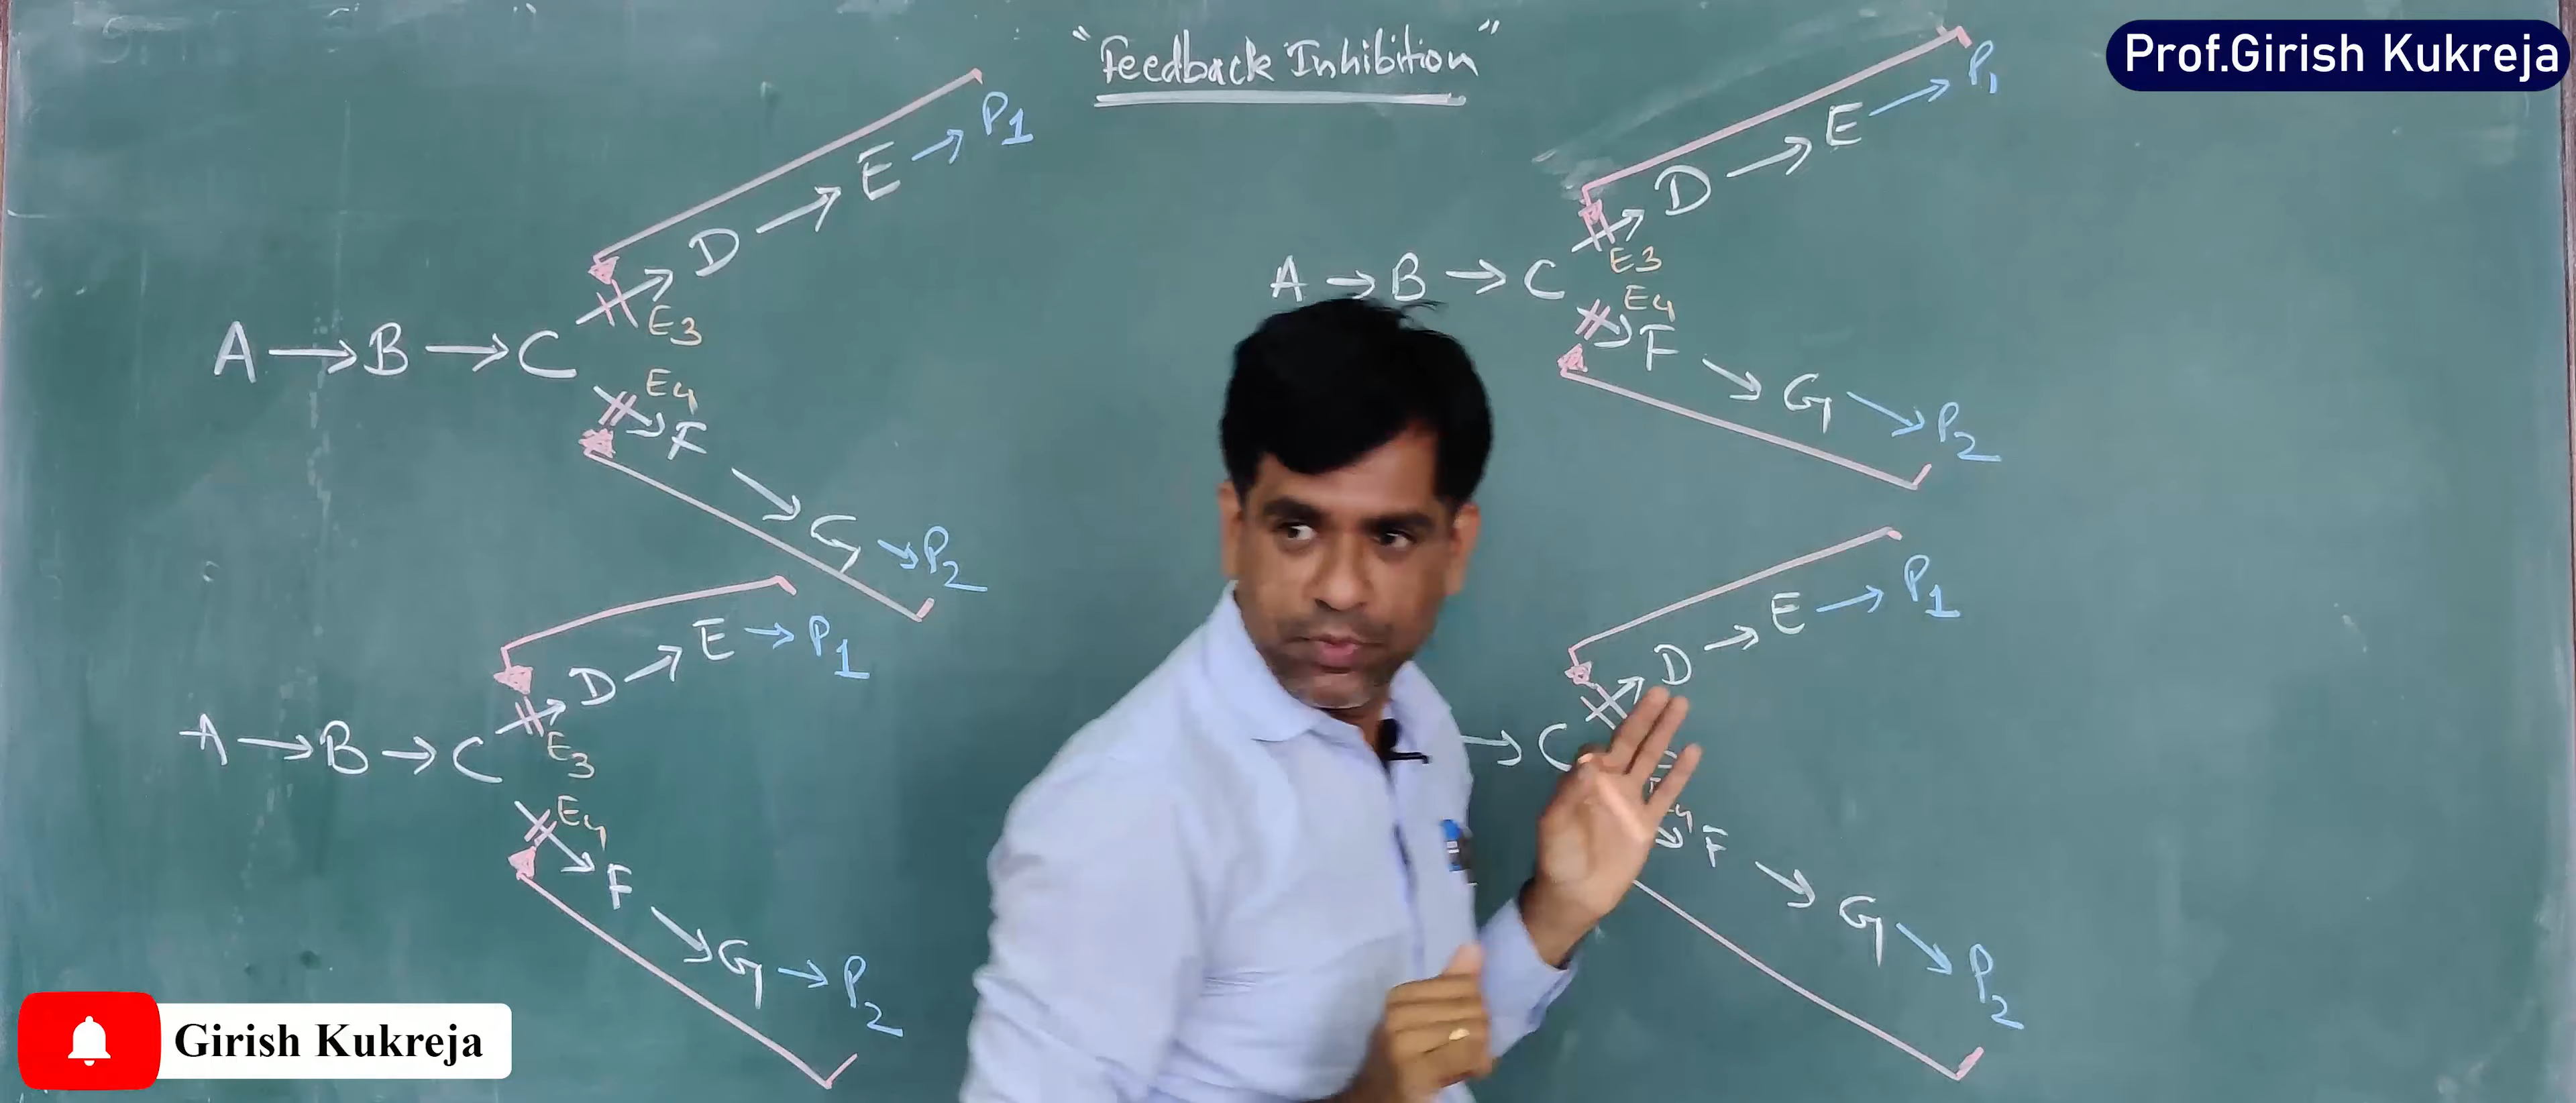 "Feedback Inhibition"
Prof.Girish Kukreja
A → B → C
E3
D → E → P1
E4
F → G → P2
A → B → C
E3
D → E → P1
E4
F → G → P2
A → B → C
E3
D → E → P1
E4
F → G → P2
→ C
D → E → P1
E4
F → G → P2
Girish Kukreja